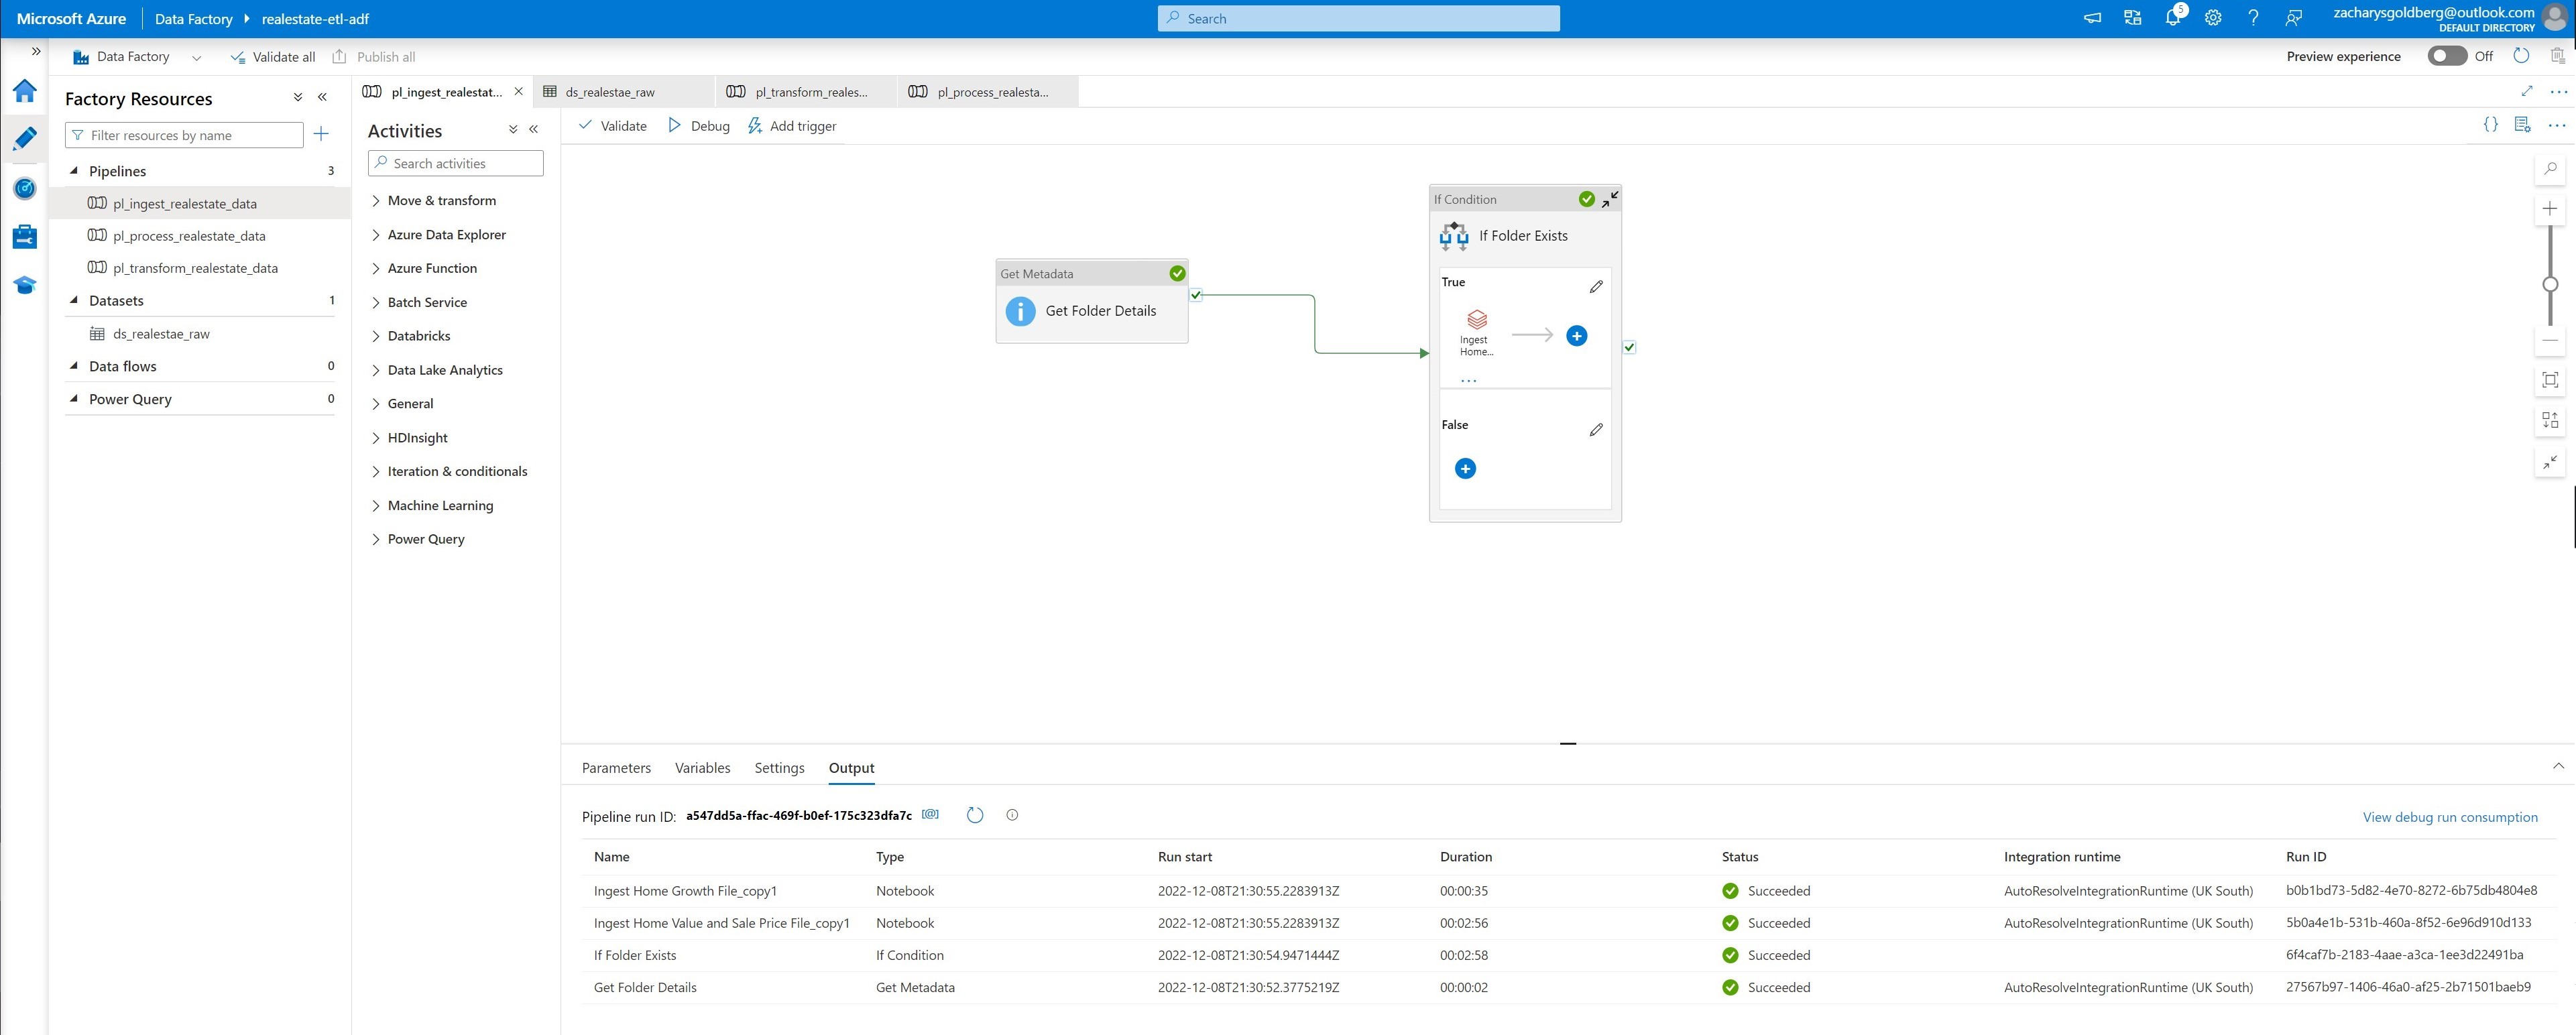 Microsoft Azure
Data Factory
realestate-etl-adf
Search
5
zacharysgoldberg@outlook.com
DEFAULT DIRECTORY
Data Factory
Validate all
Publish all
Preview experience
Off
Factory Resources
Filter resources by name
Pipelines 3
pl_ingest_realestate_data
pl_process_realestate_data
pl_transform_realestate_data
Datasets 1
ds_realestae_raw
Data flows 0
Power Query 0
pl_ingest_realestat...
ds_realestae_raw
pl_transform_reales...
pl_process_realesta...
Activities
Search activities
Move & transform
Azure Data Explorer
Azure Function
Batch Service
Databricks
Data Lake Analytics
General
HDInsight
Iteration & conditionals
Machine Learning
Power Query
Validate
Debug
Add trigger
Get Metadata
Get Folder Details
If Condition
If Folder Exists
True
Ingest
Home...
...
False
Parameters
Variables
Settings
Output
Pipeline run ID: a547dd5a-ffac-469f-b0ef-175c323dfa7c
View debug run consumption
Name Type Run start Duration Status Integration runtime Run ID
Ingest Home Growth File_copy1 Notebook 2022-12-08T21:30:55.2283913Z 00:00:35 Succeeded AutoResolveIntegrationRuntime (UK South) b0b1bd73-5d82-4e70-8272-6b75db4804e8
Ingest Home Value and Sale Price File_copy1 Notebook 2022-12-08T21:30:55.2283913Z 00:02:56 Succeeded AutoResolveIntegrationRuntime (UK South) 5b0a4e1b-531b-460a-8f52-6e96d910d133
If Folder Exists If Condition 2022-12-08T21:30:54.9471444Z 00:02:58 Succeeded 6f4caf7b-2183-4aae-a3ca-1ee3d22491ba
Get Folder Details Get Metadata 2022-12-08T21:30:52.3775219Z 00:00:02 Succeeded AutoResolveIntegrationRuntime (UK South) 27567b97-1406-46a0-af25-2b71501baeb9